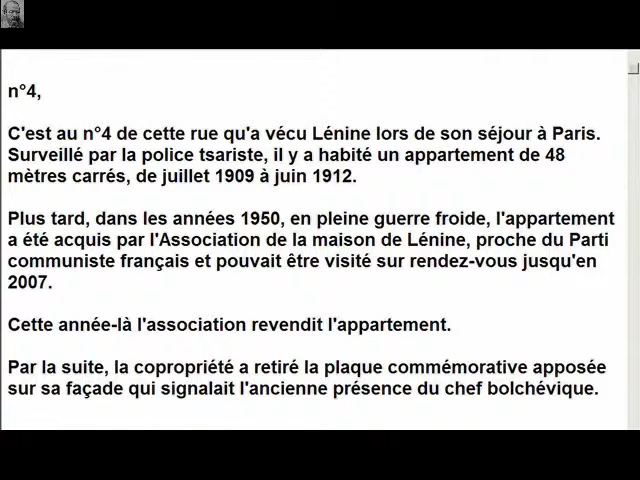 n°4,
C'est au n°4 de cette rue qu'a vécu Lénine lors de son séjour à Paris.
Surveillé par la police tsariste, il y a habité un appartement de 48
mètres carrés, de juillet 1909 à juin 1912.
Plus tard, dans les années 1950, en pleine guerre froide, l'appartement
a été acquis par l'Association de la maison de Lénine, proche du Parti
communiste français et pouvait être visité sur rendez-vous jusqu'en
2007.
Cette année-là l'association revendit l'appartement.
Par la suite, la copropriété a retiré la plaque commémorative apposée
sur sa façade qui signalait l'ancienne présence du chef bolchévique.